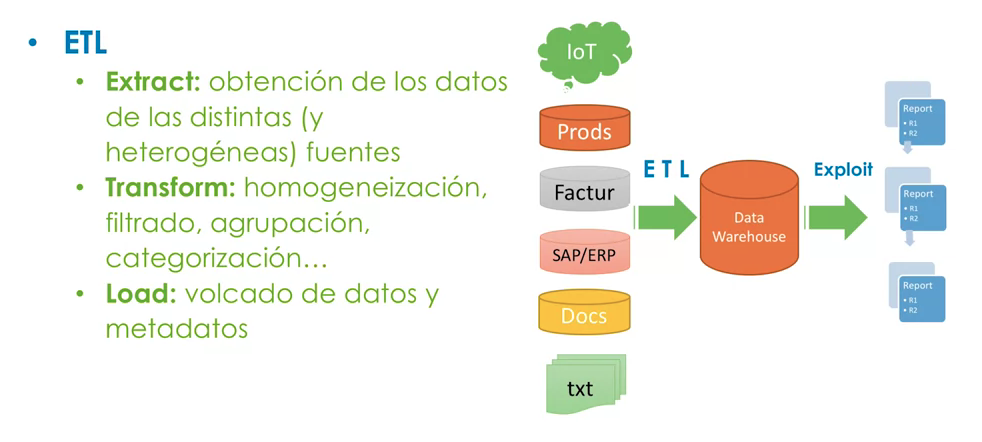 • ETL
• Extract: obtención de los datos
de las distintas (y
heterogéneas) fuentes
• Transform: homogeneización,
filtrado, agrupación,
categorización...
• Load: volcado de datos y
metadatos
IoT
Prods
Factur
SAP/ERP
Docs
txt
E T L
Data
Warehouse
Exploit
Report
• R1
• R2
Report
• R1
• R2
Report
• R1
• R2